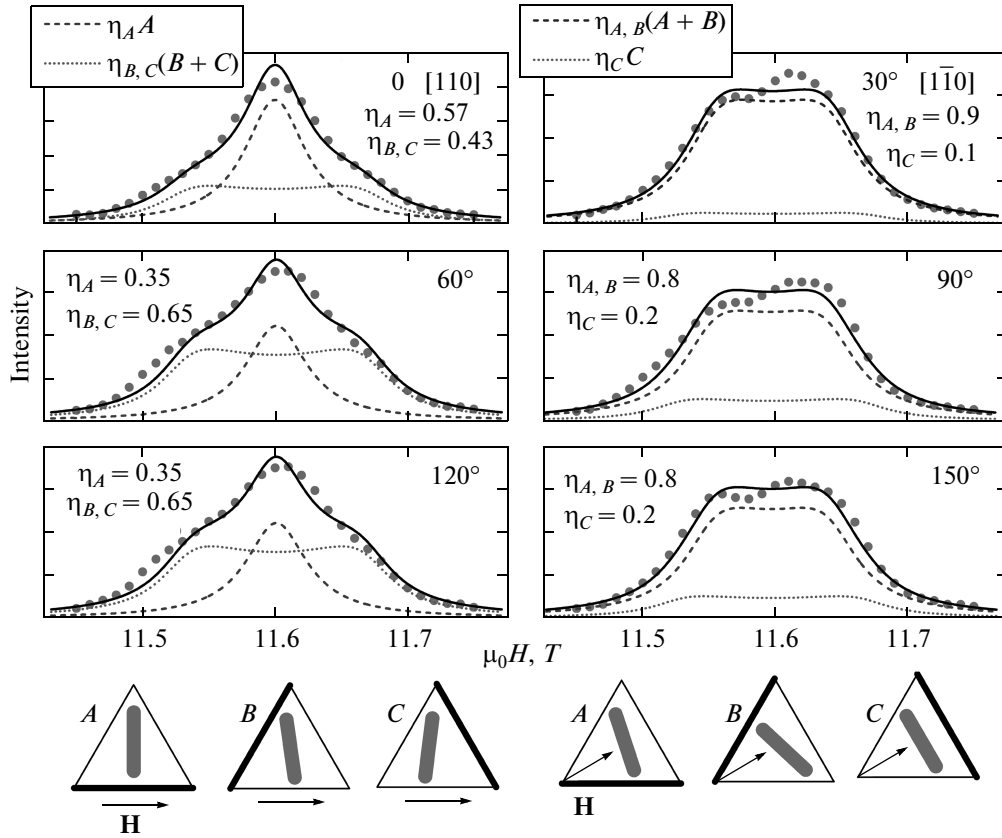 η_A A
η_{B, C}(B + C)
0 [110]
η_A = 0.57
η_{B, C} = 0.43
η_{A, B}(A + B)
η_C C
30° [11̅0]
η_{A, B} = 0.9
η_C = 0.1
Intensity
η_A = 0.35
60°
η_{B, C} = 0.65
η_{A, B} = 0.8
90°
η_C = 0.2
η_A = 0.35
120°
η_{B, C} = 0.65
η_{A, B} = 0.8
150°
η_C = 0.2
11.5 11.6 11.7
11.5 11.6 11.7
μ₀H, T
A B C
A B C
H
H